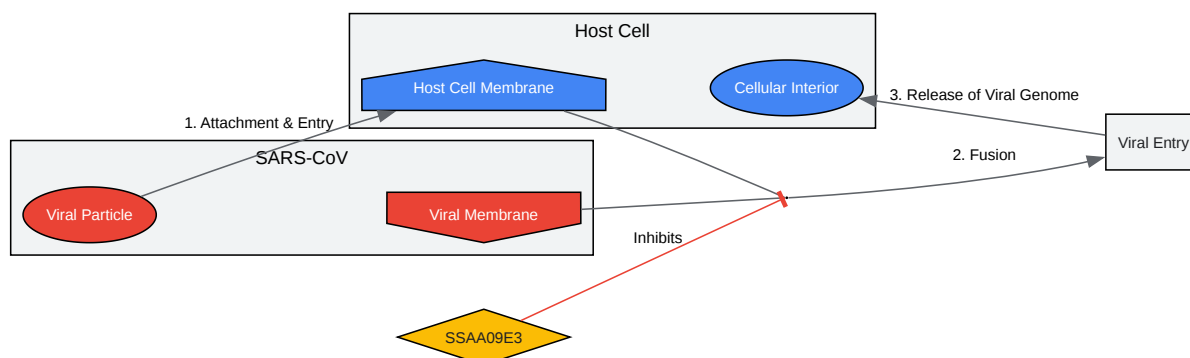 Host Cell
Host Cell Membrane
Cellular Interior
3. Release of Viral Genome
1. Attachment & Entry
Viral Entry
SARS-CoV
2. Fusion
Viral Particle
Viral Membrane
Inhibits
SSAA09E3